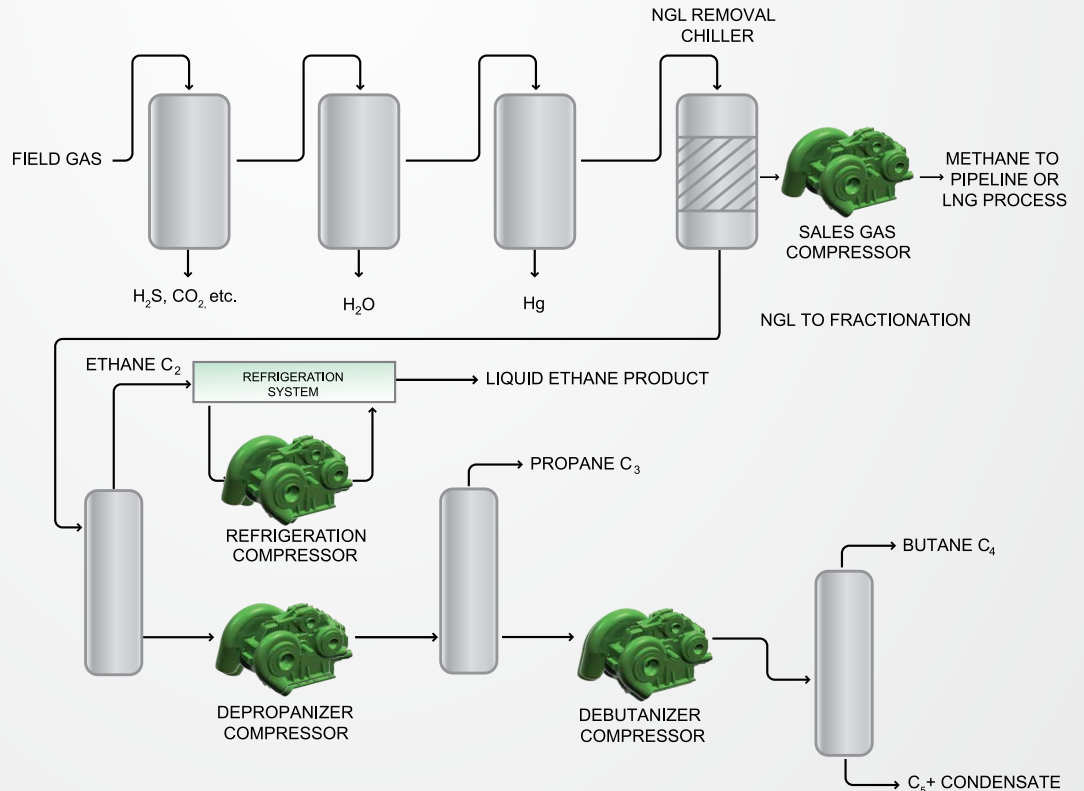 NGL REMOVAL
CHILLER
FIELD GAS
METHANE TO
PIPELINE OR
LNG PROCESS
SALES GAS
COMPRESSOR
H₂S, CO₂, etc.
H₂O
Hg
NGL TO FRACTIONATION
ETHANE C₂
REFRIGERATION
SYSTEM
LIQUID ETHANE PRODUCT
PROPANE C₃
REFRIGERATION
COMPRESSOR
BUTANE C₄
DEPROPANIZER
COMPRESSOR
DEBUTANIZER
COMPRESSOR
C₅+ CONDENSATE